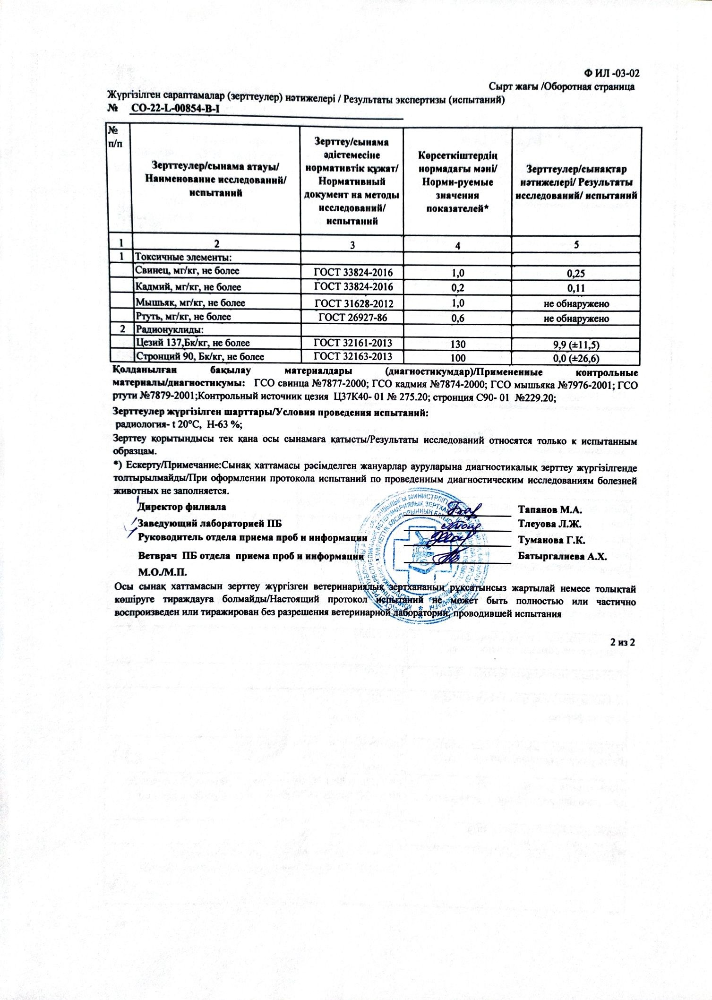 Ф ИЛ -03-02
Сырт жағы /Оборотная страница
Жүргізілген сараптамалар (зерттеулер) нәтижелері / Результаты экспертизы (испытаний)
№ CO-22-L-00854-B-I
№ п/п
Зерттеулер/сынама атауы/
Наименование исследований/
испытаний
Зерттеу/сынама
әдістемесіне
нормативтік құжат/
Нормативный
документ на методы
исследований/
испытаний
Көрсеткіштердің
нормадағы мәні/
Норми-руемые
значения
показателей*
Зерттеулер/сынақтар
нәтижелері/ Результаты
исследований/ испытаний
1 2 3 4 5
1 Токсичные элементы:
Свинец, мг/кг, не более ГОСТ 33824-2016 1,0 0,25
Кадмий, мг/кг, не более ГОСТ 33824-2016 0,2 0,11
Мышьяк, мг/кг, не более ГОСТ 31628-2012 1,0 не обнаружено
Ртуть, мг/кг, не более ГОСТ 26927-86 0,6 не обнаружено
2 Радионуклиды:
Цезий 137,Бк/кг, не более ГОСТ 32161-2013 130 9,9 (±11,5)
Стронций 90, Бк/кг, не более ГОСТ 32163-2013 100 0,0 (±26,6)
Қолданылған бақылау материалдары (диагностикумдар)/Примененные контрольные
материалы/диагностикумы: ГСО свинца №7877-2000; ГСО кадмия №7874-2000; ГСО мышьяка №7976-2001; ГСО
ртути №7879-2001;Контрольный источник цезия Ц37К40- 01 № 275.20; стронция С90- 01 №229.20;
Зерттеулер жүргізілген шарттары/Условия проведения испытаний:
радиология- t 20°С, Н-63 %;
Зерттеу қорытындысы тек қана осы сынамаға қатысты/Результаты исследований относятся только к испытанным
образцам.
*) Ескерту/Примечание:Сынақ хаттамасы рәсімделген жануарлар ауруларына диагностикалық зерттеу жүргізілгенде
толтырылмайды/При оформлении протокола испытаний по проведенным диагностическим исследованиям болезней
животных не заполняется.
Директор филиала Тапанов М.А.
Заведующий лабораторией ПБ Тлеуова Л.Ж.
Руководитель отдела приема проб и информации Туманова Г.К.
Ветврач ПБ отдела приема проб и информации Батыргалиева А.Х.
М.О./М.П.
Осы сынақ хаттамасын зерттеу жүргізген ветеринариялық зертхананың рұқсатынсыз жартылай немесе толықтай
көшіруге тираждауға болмайды/Настоящий протокол испытаний не может быть полностью или частично
воспроизведен или тиражирован без разрешения ветеринарной лаборатории, проводившей испытания
2 из 2